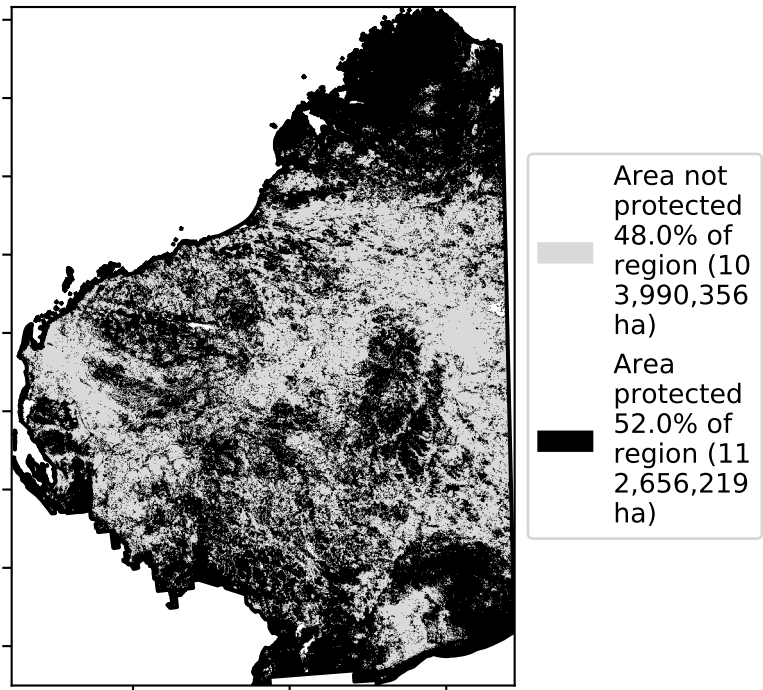 Area not
protected
48.0% of
region (10
3,990,356
ha)
Area
protected
52.0% of
region (11
2,656,219
ha)